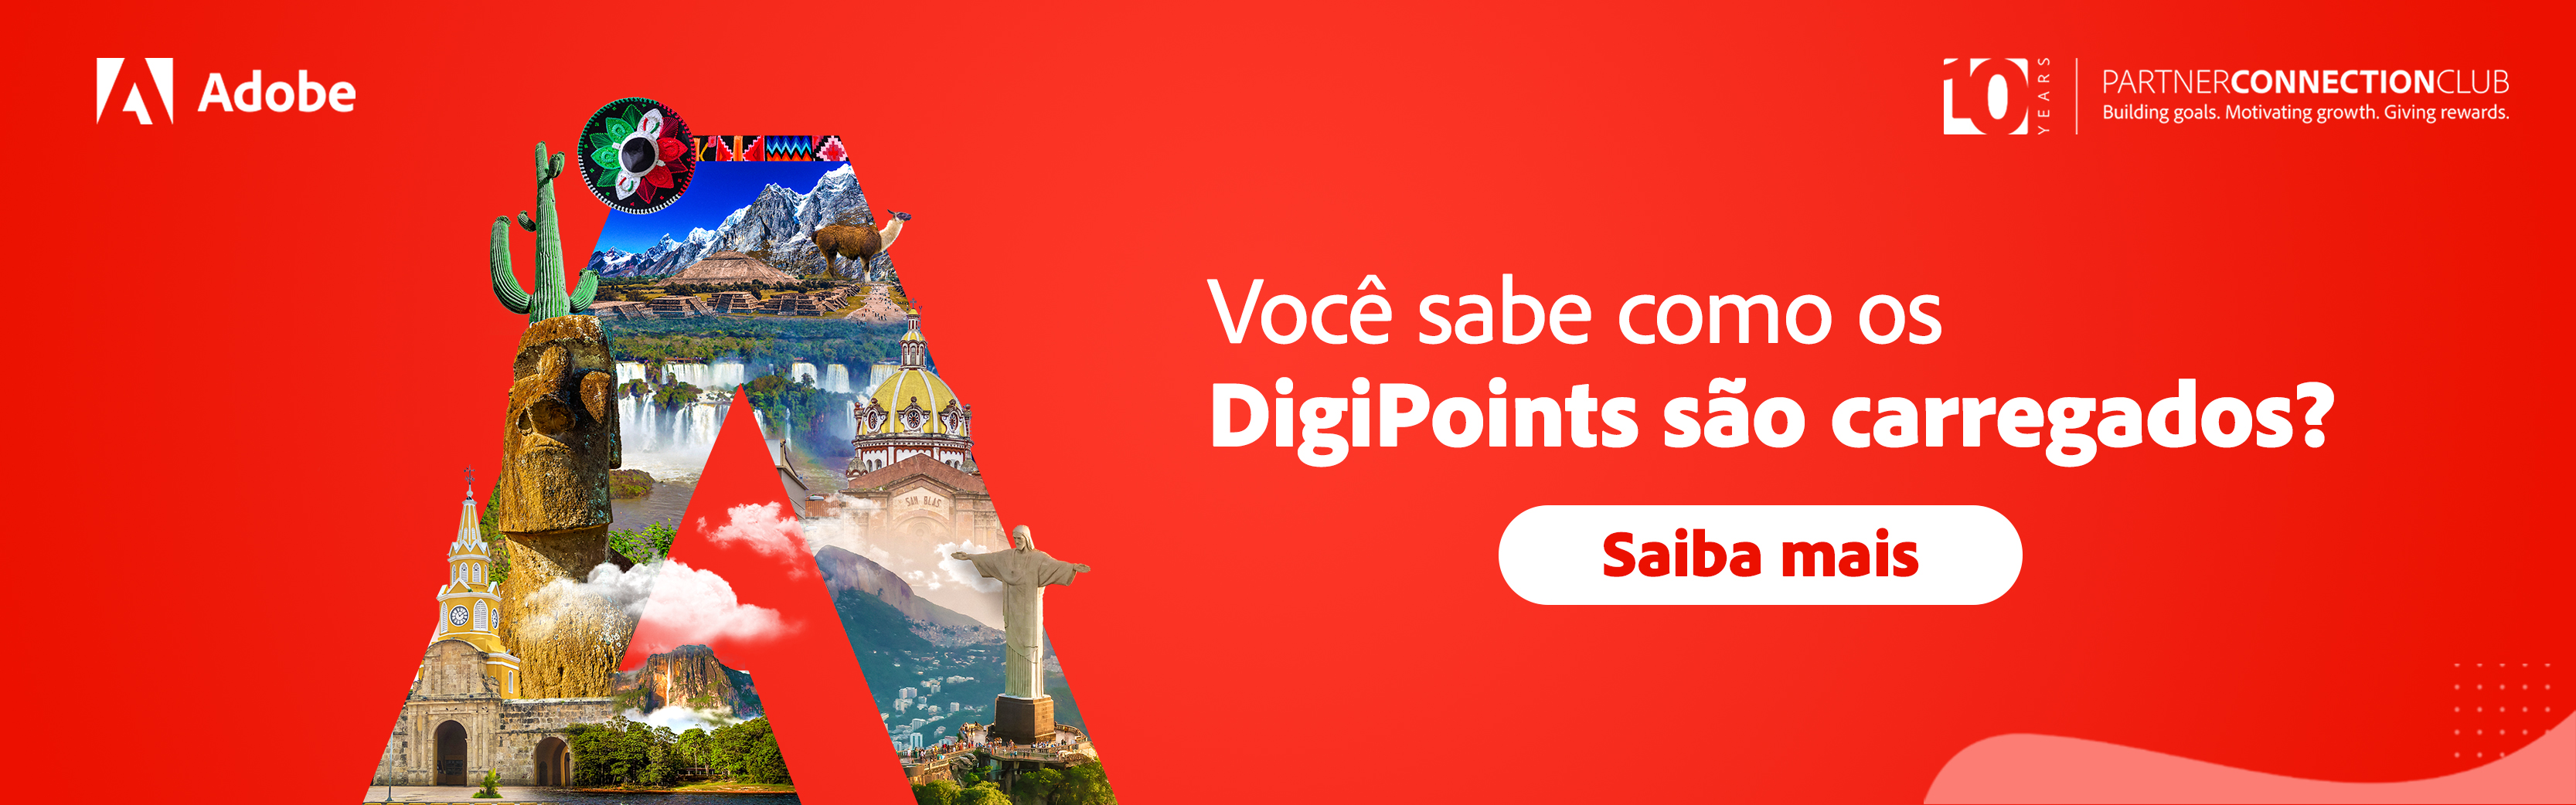 Adobe
10 YEARS
PARTNERCONNECTIONCLUB
Building goals. Motivating growth. Giving rewards.
Você sabe como os
DigiPoints são carregados?
SAN BLAS
Saiba mais